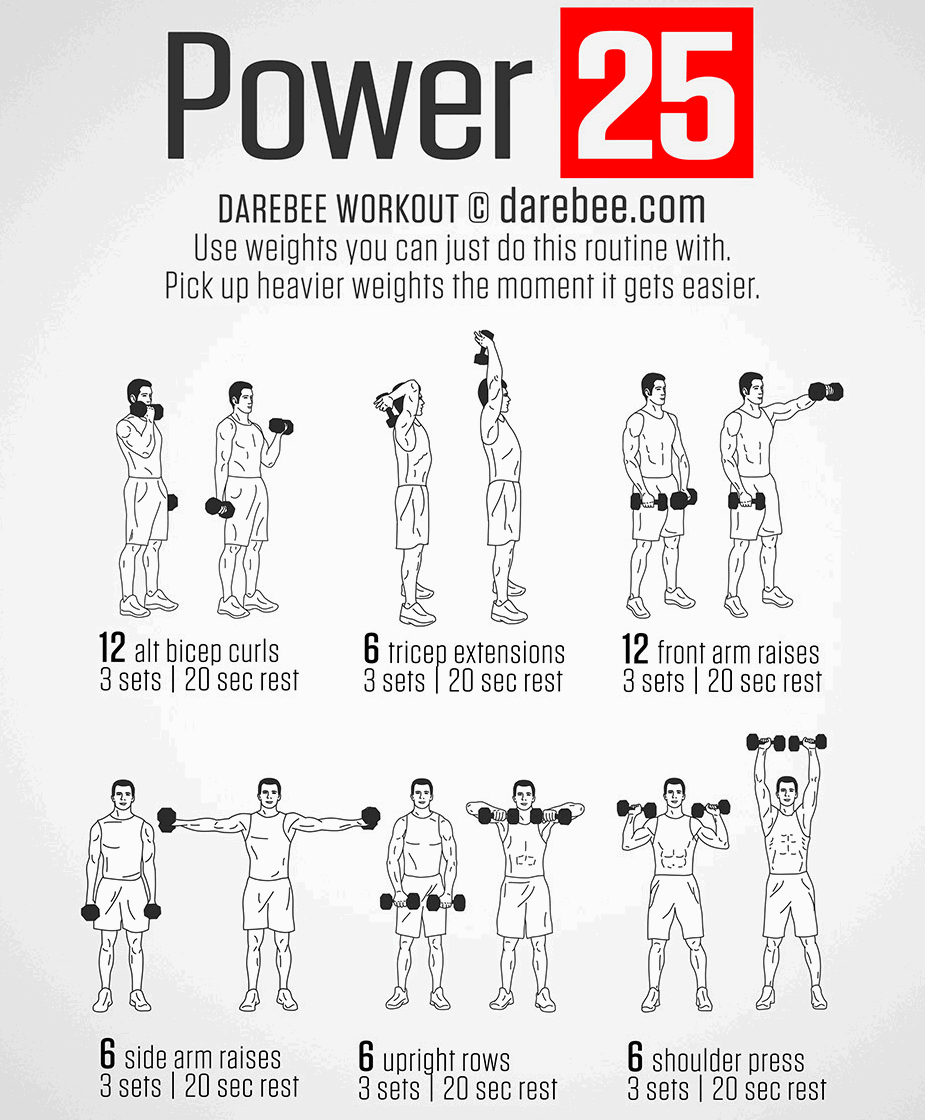 Power 25
DAREBEE WORKOUT © darebee.com
Use weights you can just do this routine with.
Pick up heavier weights the moment it gets easier.
12 alt bicep curls
3 sets | 20 sec rest
6 tricep extensions
3 sets | 20 sec rest
12 front arm raises
3 sets | 20 sec rest
6 side arm raises
3 sets | 20 sec rest
6 upright rows
3 sets | 20 sec rest
6 shoulder press
3 sets | 20 sec rest